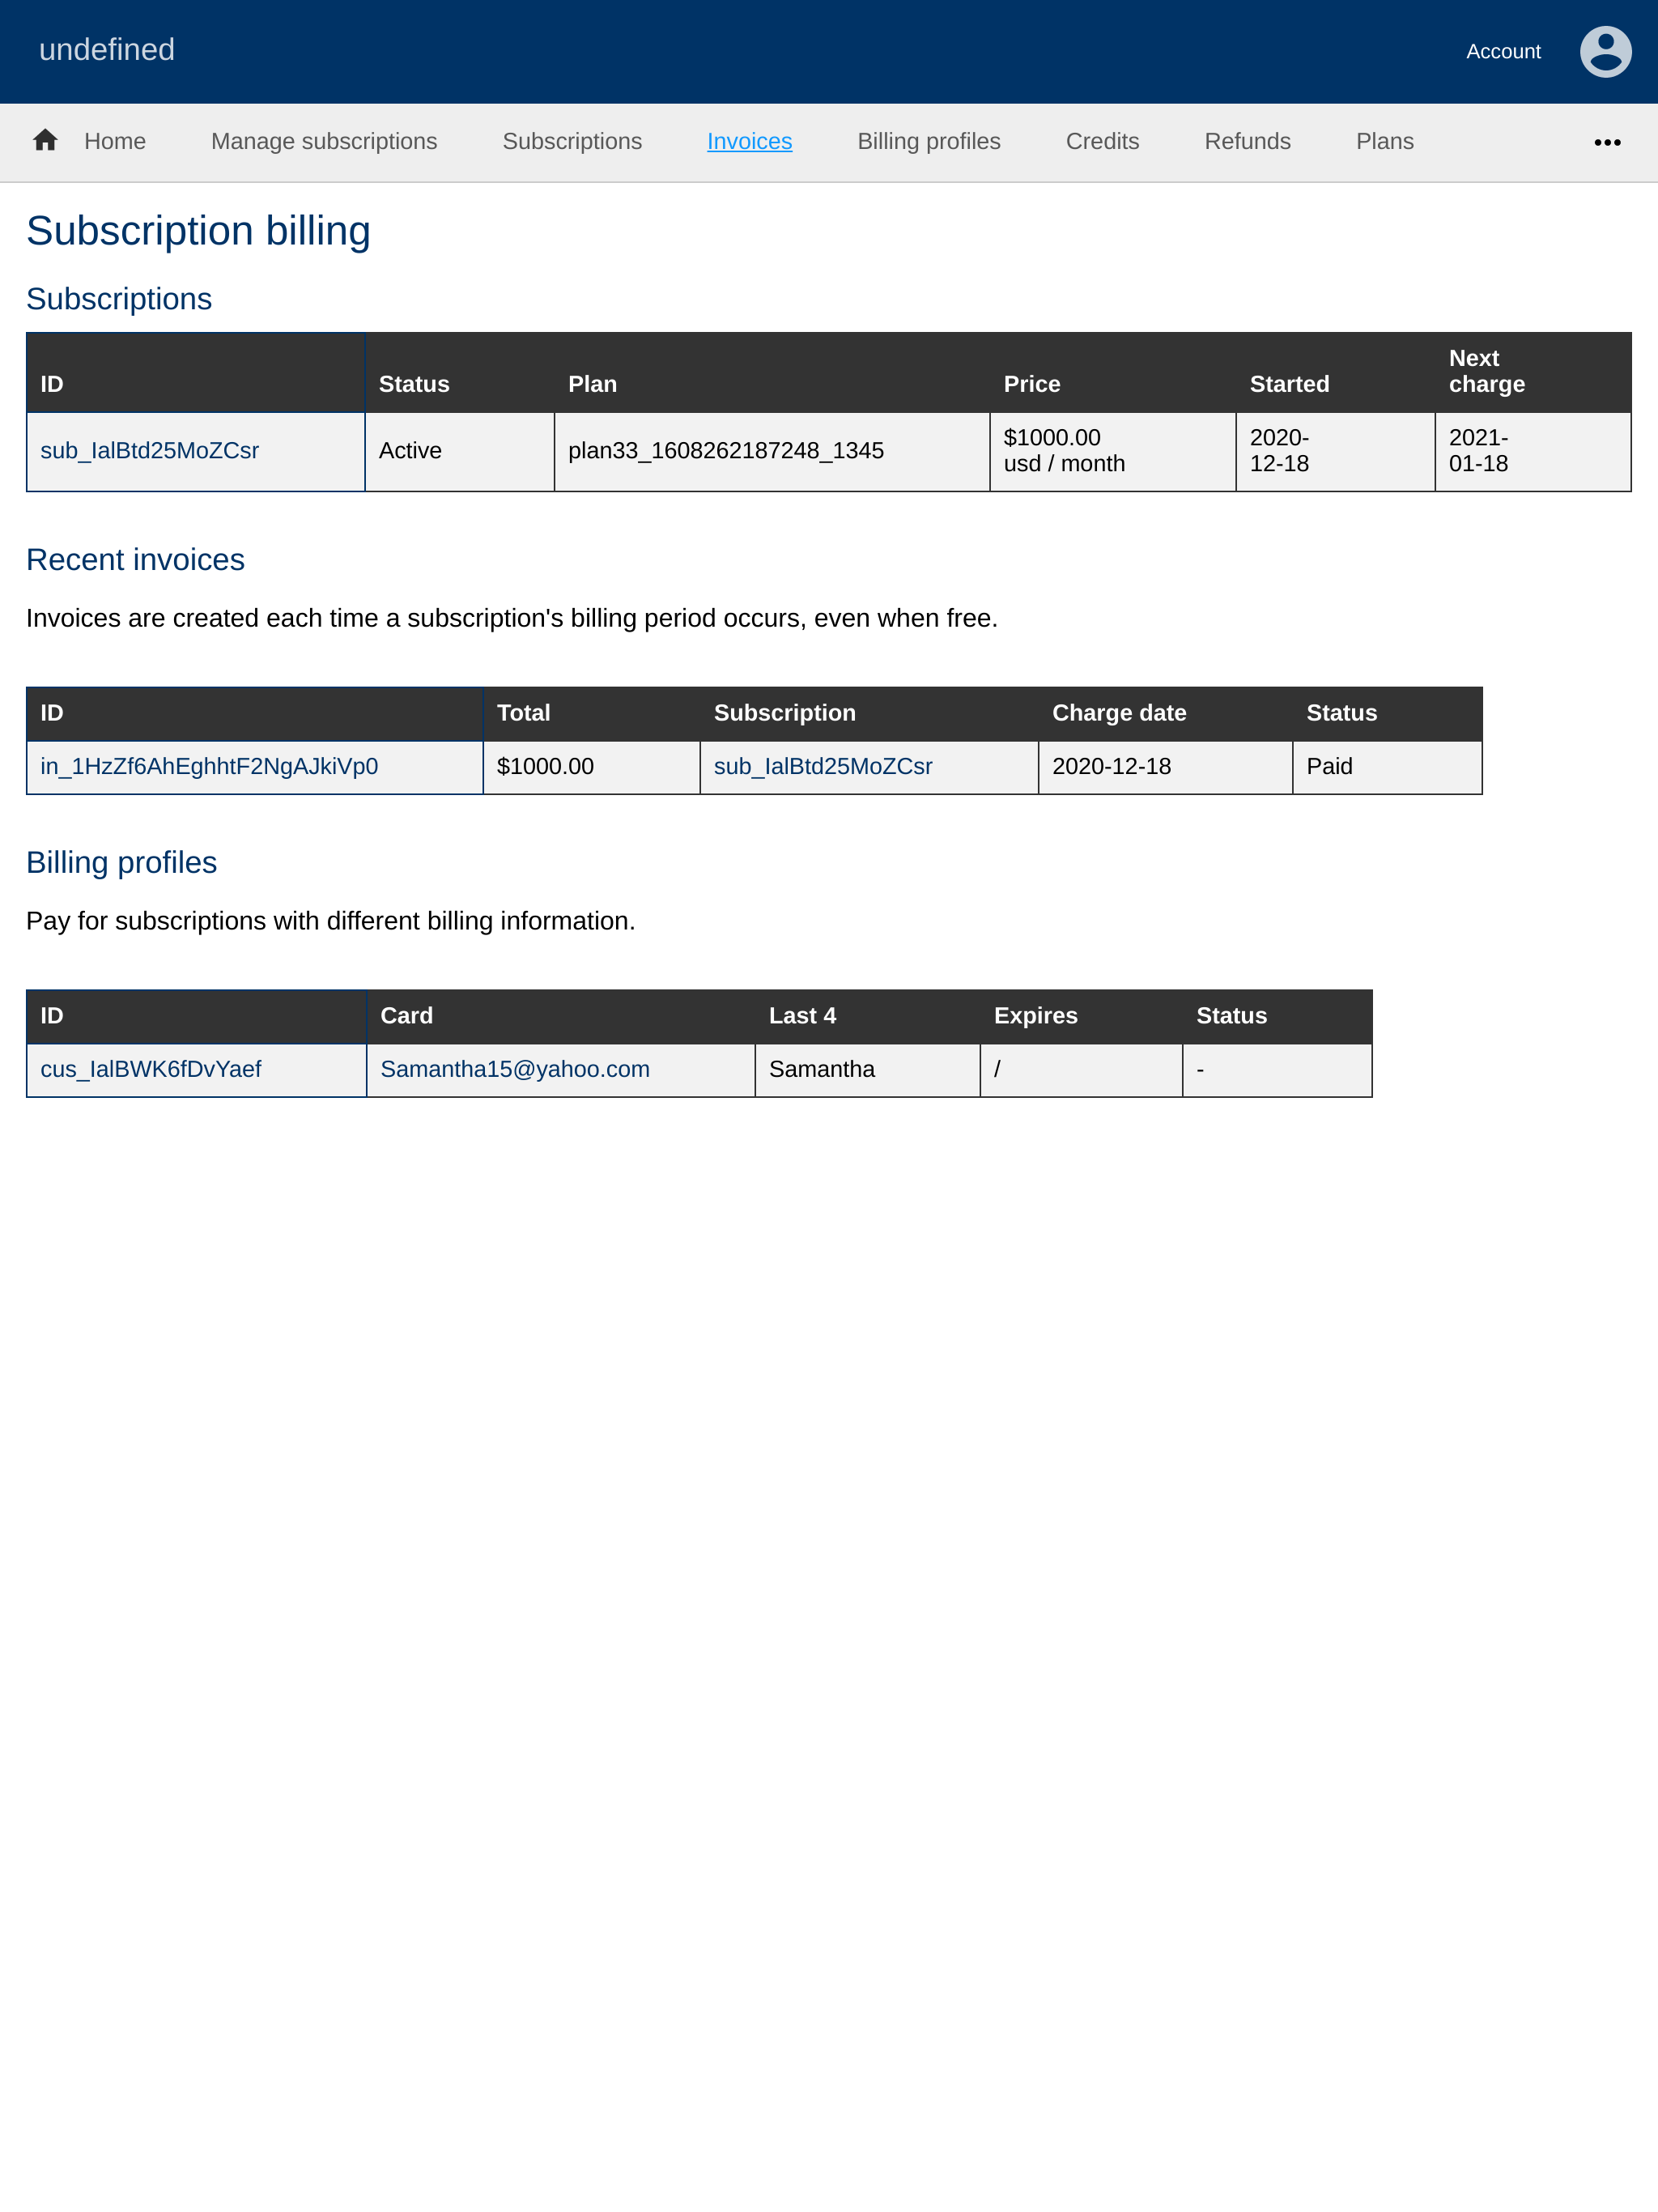 undefined
Account
Home Manage subscriptions Subscriptions Invoices Billing profiles Credits Refunds Plans
Subscription billing
Subscriptions
ID Status Plan Price Started Next charge
sub_IalBtd25MoZCsr Active plan33_1608262187248_1345 $1000.00 usd / month 2020-12-18 2021-01-18
Recent invoices
Invoices are created each time a subscription's billing period occurs, even when free.
ID Total Subscription Charge date Status
in_1HzZf6AhEghhtF2NgAJkiVp0 $1000.00 sub_IalBtd25MoZCsr 2020-12-18 Paid
Billing profiles
Pay for subscriptions with different billing information.
ID Card Last 4 Expires Status
cus_IalBWK6fDvYaef Samantha15@yahoo.com Samantha / -